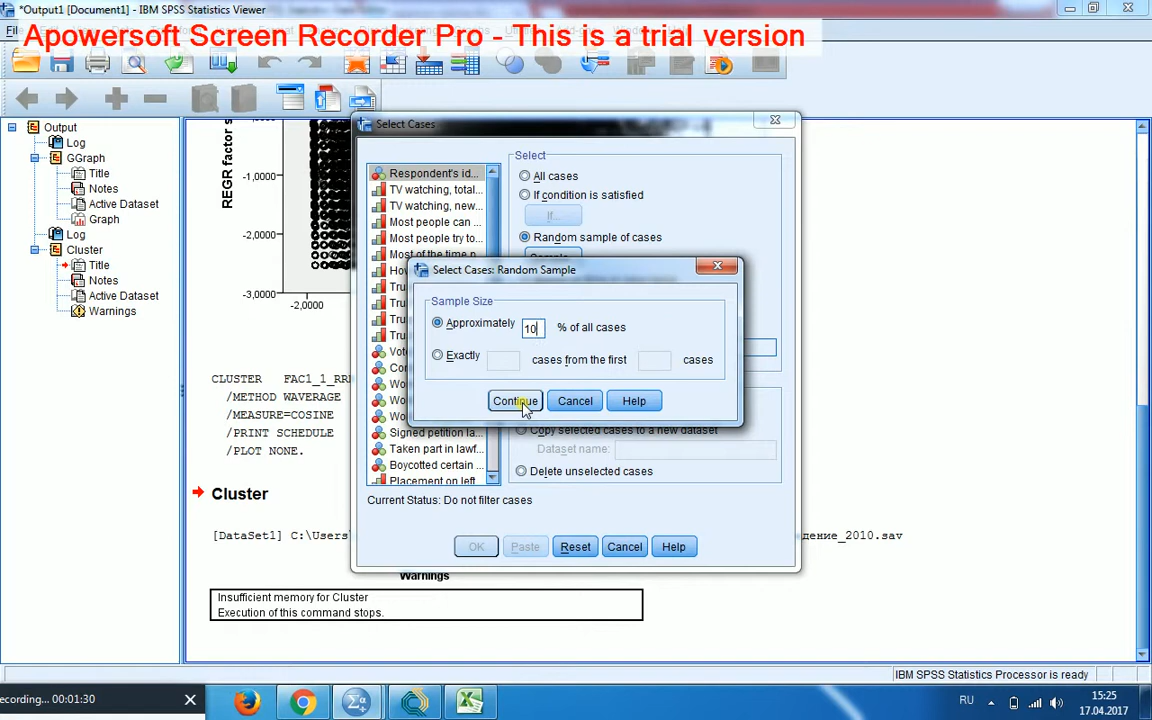 *Output1 [Document1] - IBM SPSS Statistics Viewer
Apowersoft Screen Recorder Pro - This is a trial version
Output
Log
GGraph
Title
Notes
Active Dataset
Graph
Log
Cluster
Title
Notes
Active Dataset
Warnings
REGR factor s
-1,0000
-2,0000
-3,0000
-2,0000
CLUSTER FAC1_1_RR
/METHOD WAVERAGE
/MEASURE=COSINE
/PRINT SCHEDULE
/PLOT NONE.
Cluster
[DataSet1] C:\Users
дение_2010.sav
Warnings
Insufficient memory for Cluster
Execution of this command stops.
Select Cases
Respondent's id...
TV watching, total...
TV watching, new...
Most people can ...
Most people try to...
Most of the time p...
Signed petition la...
Taken part in lawf...
Boycotted certain ...
Placement on left
Select
All cases
If condition is satisfied
If...
Random sample of cases
Sample...
Select Cases: Random Sample
Sample Size
Approximately 10 % of all cases
Exactly cases from the first cases
Continue Cancel Help
Copy selected cases to a new dataset
Dataset name:
Delete unselected cases
Current Status: Do not filter cases
OK Paste Reset Cancel Help
IBM SPSS Statistics Processor is ready
ecording... 00:01:30
RU
15:25
17.04.2017